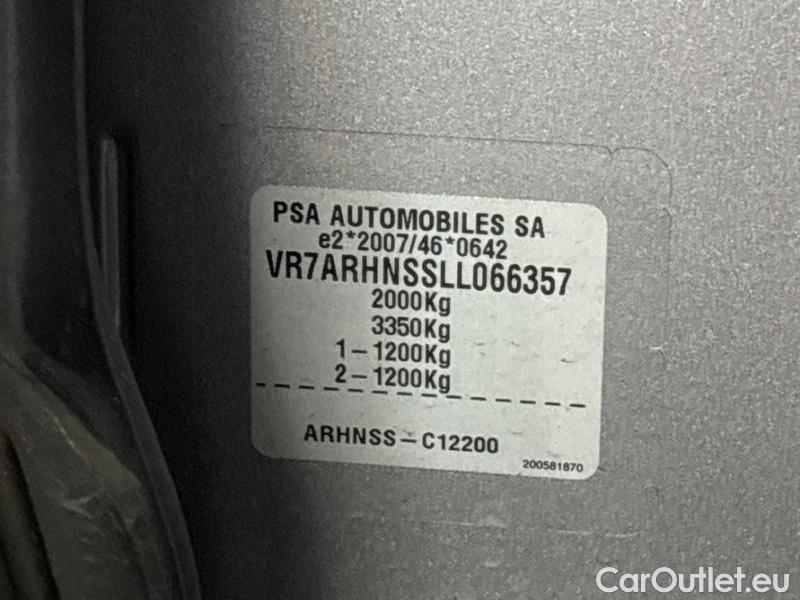 PSA AUTOMOBILES SA
e2*2007/46*0642
VR7ARHNSSLL066357
2000Kg
3350Kg
1-1200Kg
2-1200Kg
ARHNSS-C12200
200581870
CarOutlet.eu